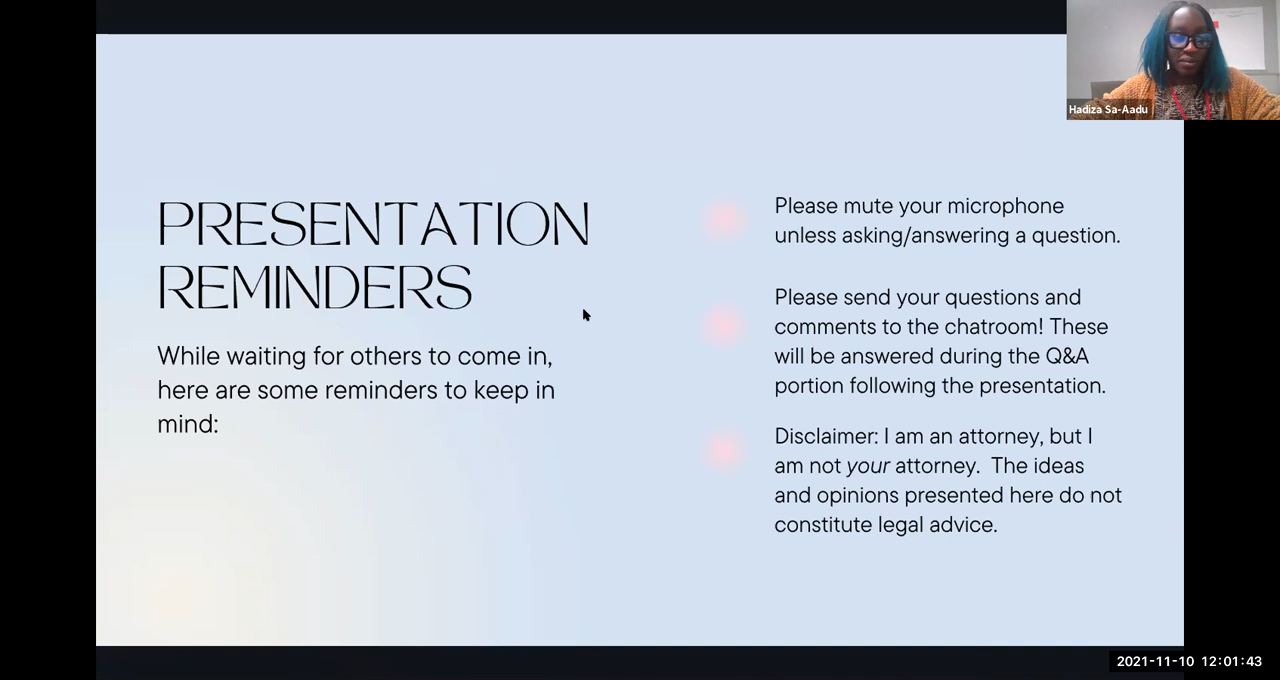 Hadiza Sa-Aadu
PRESENTATION
REMINDERS
While waiting for others to come in,
here are some reminders to keep in
mind:
Please mute your microphone
unless asking/answering a question.
Please send your questions and
comments to the chatroom! These
will be answered during the Q&A
portion following the presentation.
Disclaimer: I am an attorney, but I
am not your attorney.  The ideas
and opinions presented here do not
constitute legal advice.
2021-11-10 12:01:43